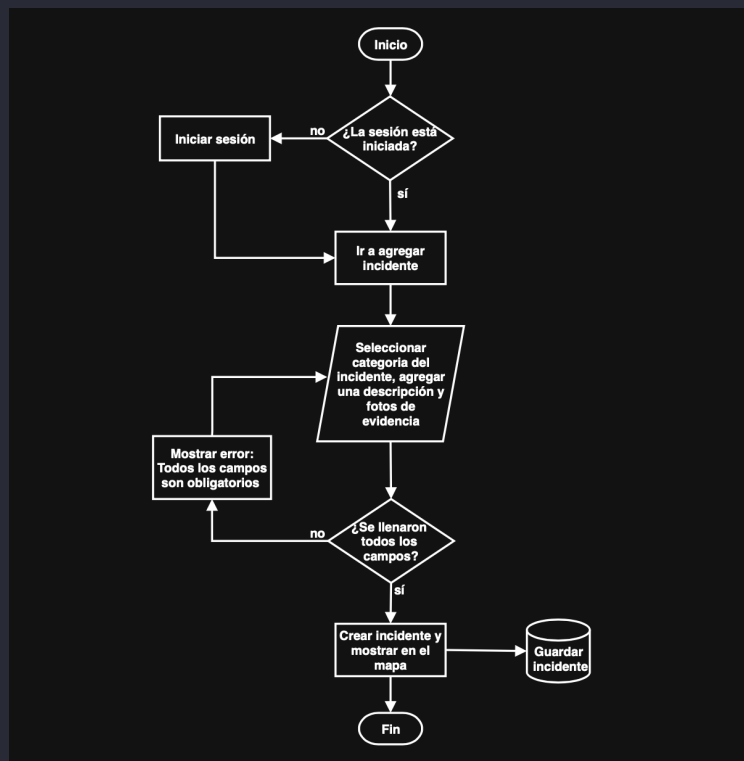 Inicio
¿La sesión está
iniciada?
no
Iniciar sesión
sí
Ir a agregar
incidente
Seleccionar
categoria del
incidente, agregar
una descripción y
fotos de
evidencia
Mostrar error:
Todos los campos
son obligatorios
¿Se llenaron
todos los
campos?
no
sí
Crear incidente y
mostrar en el
mapa
Guardar
incidente
Fin